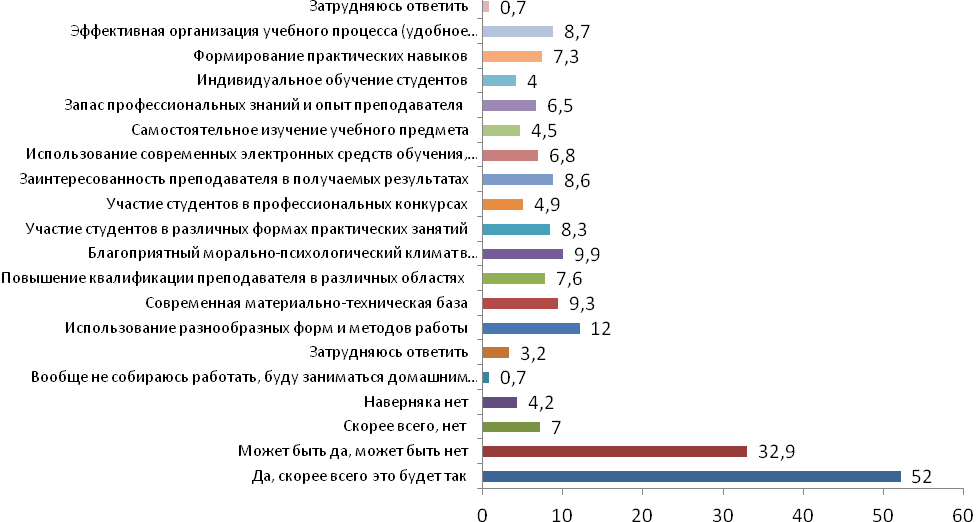 Затрудняюсь ответить 0,7
Эффективная организация учебного процесса (удобное... 8,7
Формирование практических навыков 7,3
Индивидуальное обучение студентов 4
Запас профессиональных знаний и опыт преподавателя 6,5
Самостоятельное изучение учебного предмета 4,5
Использование современных электронных средств обучения,... 6,8
Заинтересованность преподавателя в получаемых результатах 8,6
Участие студентов в профессиональных конкурсах 4,9
Участие студентов в различных формах практических занятий 8,3
Благоприятный морально-психологический климат в... 9,9
Повышение квалификации преподавателя в различных областях 7,6
Современная материально-техническая база 9,3
Использование разнообразных форм и методов работы 12
Затрудняюсь ответить 3,2
Вообще не собираюсь работать, буду заниматься домашним... 0,7
Наверняка нет 4,2
Скорее всего, нет 7
Может быть да, может быть нет 32,9
Да, скорее всего это будет так 52
0 10 20 30 40 50 60